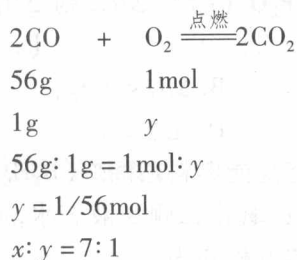 2CO + O₂ 点燃 2CO₂
56g 1mol
1g y
56g∶1g = 1mol∶y
y = 1/56mol
x∶y = 7∶1